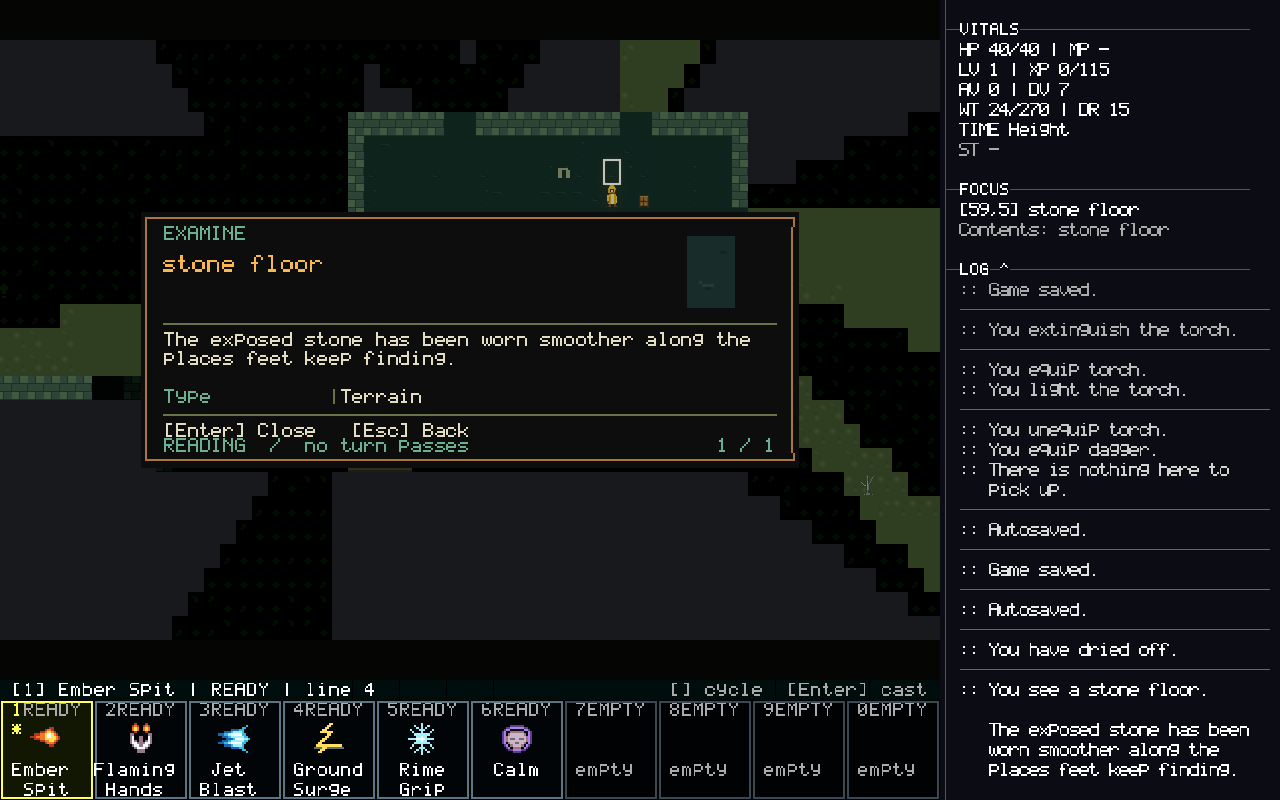 VITALS
HP 40/40 | MP -
LV 1 | XP 0/115
AV 0 | DV 7
WT 24/270 | DR 15
TIME Height
ST -
FOCUS
[59,5] stone floor
Contents: stone floor
LOG ^
:: Game saved.
:: You extinguish the torch.
:: You equip torch.
:: You light the torch.
:: You unequip torch.
:: You equip dagger.
:: There is nothing here to
pick up.
:: Autosaved.
:: Game saved.
:: Autosaved.
:: You have dried off.
:: You see a stone floor.
The exposed stone has been
worn smoother along the
places feet keep finding.
n
EXAMINE
stone floor
The exposed stone has been worn smoother along the
places feet keep finding.
Type | Terrain
[Enter] Close [Esc] Back
READING / no turn passes 1 / 1
[1] Ember Spit | READY | line 4 [] cycle [Enter] cast
1READY 2READY 3READY 4READY 5READY 6READY 7EMPTY 8EMPTY 9EMPTY 0EMPTY
*
Ember Flaming Jet Ground Rime Calm empty empty empty empty
Spit Hands Blast Surge Grip